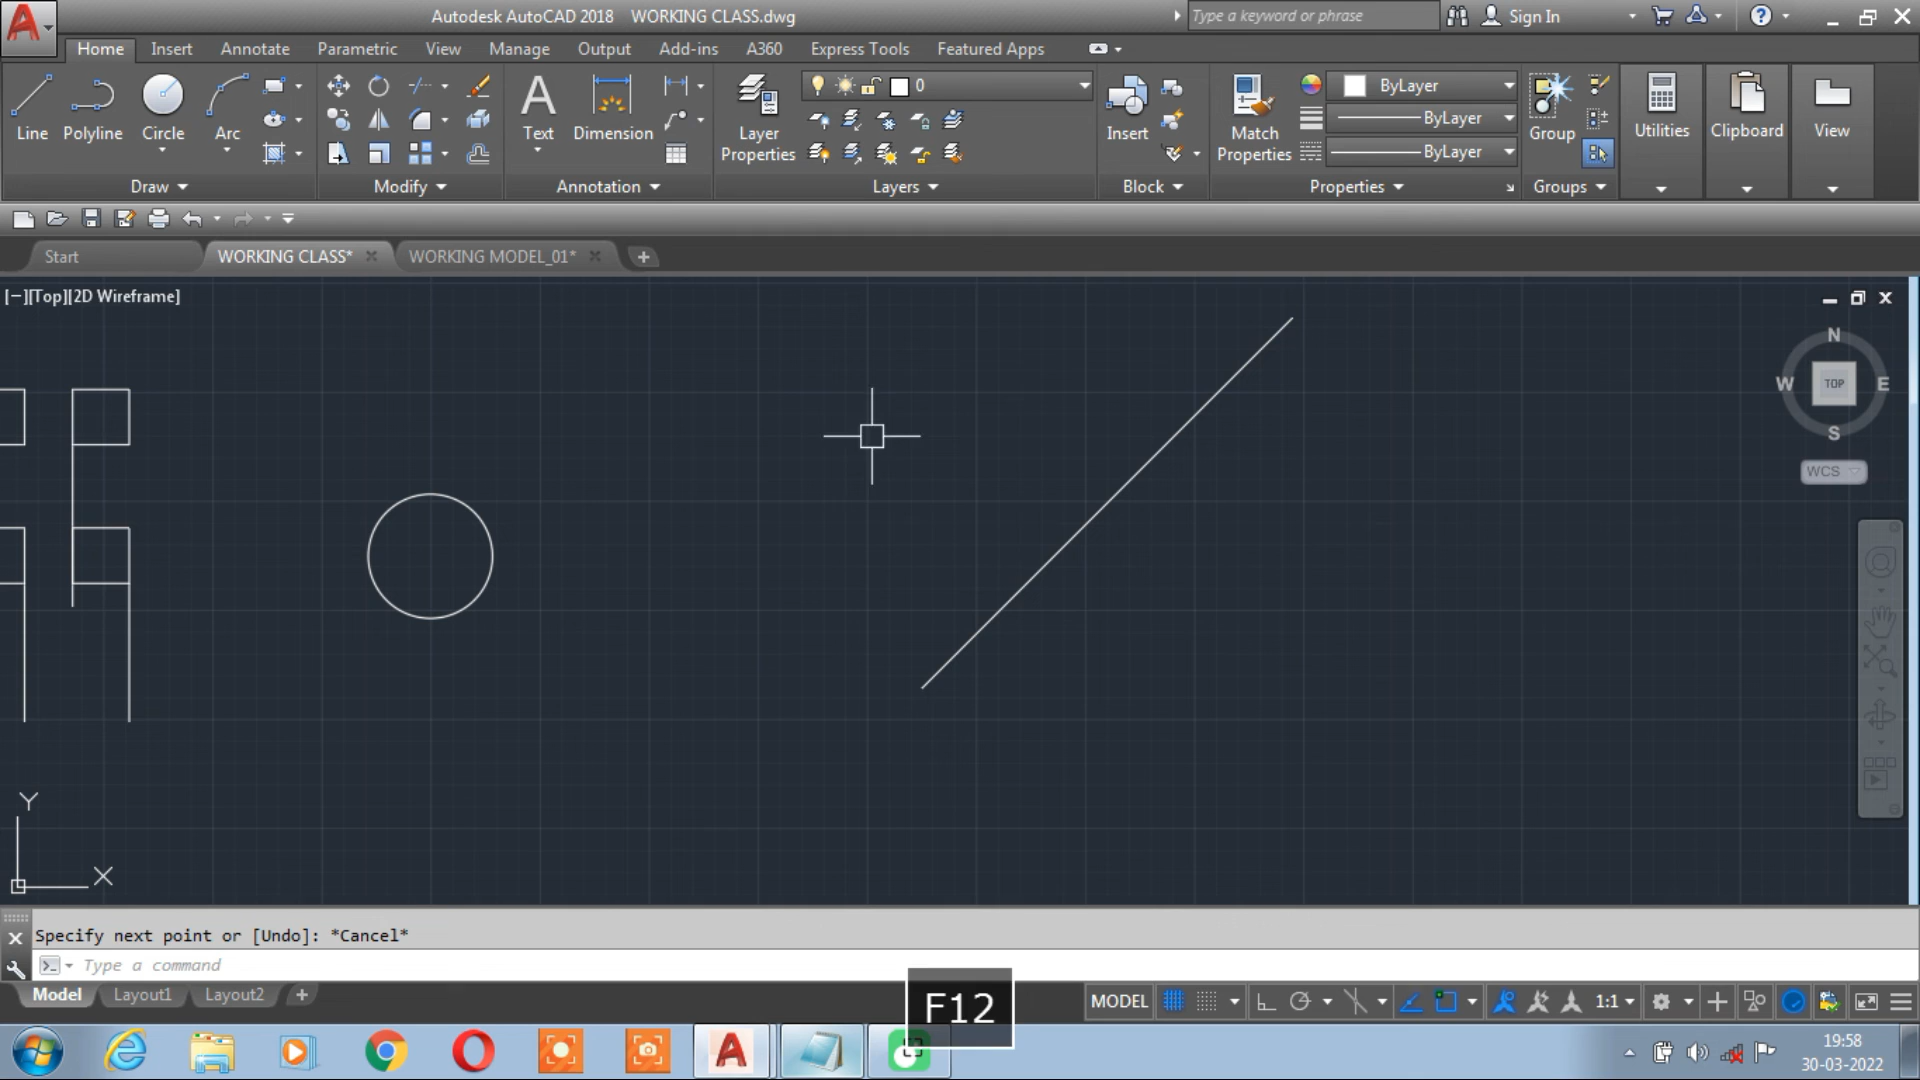 Autodesk AutoCAD 2018 WORKING CLASS.dwg
Type a keyword or phrase
Sign In
Home Insert Annotate Parametric View Manage Output Add-ins A360 Express Tools Featured Apps
0
ByLayer
ByLayer
ByLayer
Line Polyline Circle Arc
Text Dimension
Layer Properties
Insert
Match Properties
Group Utilities Clipboard View
Draw Modify Annotation Layers Block Properties Groups
Start WORKING CLASS* WORKING MODEL_01*
[−][Top][2D Wireframe]
N
W TOP E
S
WCS
Y
X
Specify next point or [Undo]: *Cancel*
Type a command
Model Layout1 Layout2
F12
MODEL 1:1
19:58
30-03-2022